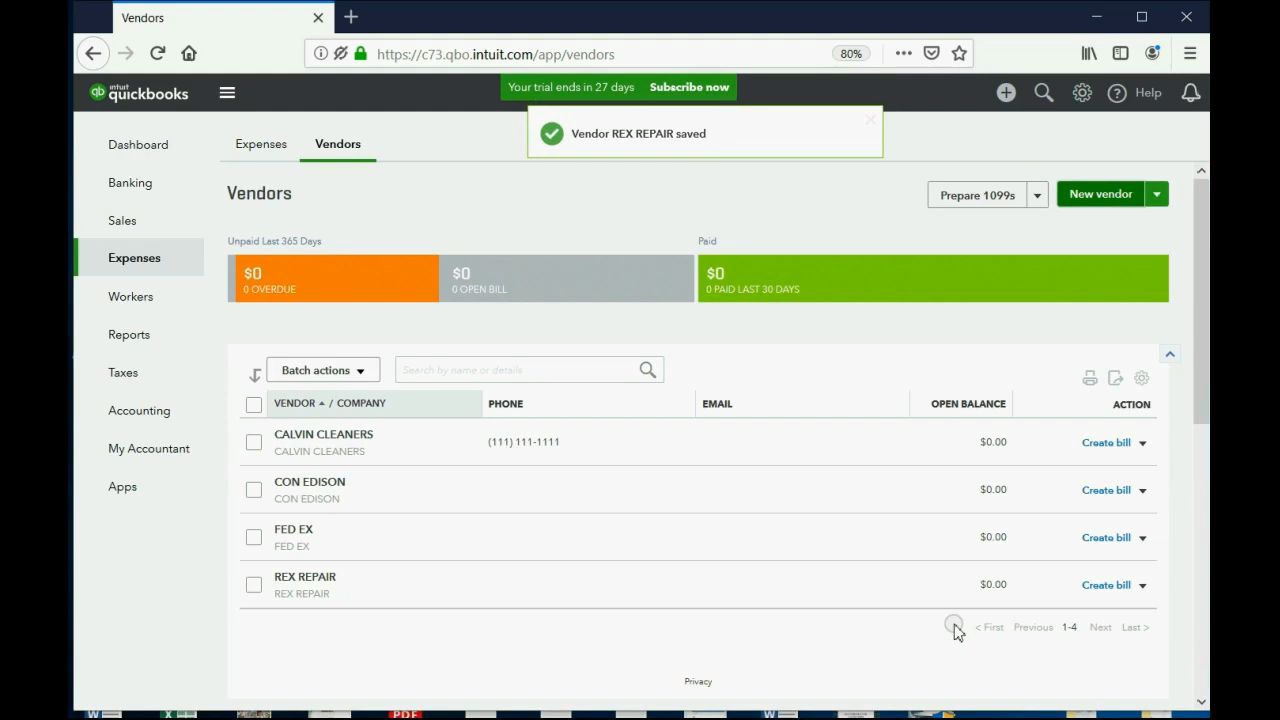 Vendors
80%
https://c73.qbo.intuit.com/app/vendors
intuit
quickbooks
qb
Your trial ends in 27 days Subscribe now
Help
Vendor REX REPAIR saved
Dashboard
Banking
Sales
Expenses
Workers
Reports
Taxes
Accounting
My Accountant
Apps
Expenses Vendors
Vendors
Prepare 1099s New vendor
Unpaid Last 365 Days Paid
$0 $0 $0
0 OVERDUE 0 OPEN BILL 0 PAID LAST 30 DAYS
Batch actions Search by name or details
VENDOR / COMPANY PHONE EMAIL OPEN BALANCE ACTION
CALVIN CLEANERS (111) 111-1111 $0.00 Create bill
CALVIN CLEANERS
CON EDISON $0.00 Create bill
CON EDISON
FED EX $0.00 Create bill
FED EX
REX REPAIR $0.00 Create bill
REX REPAIR
< First Previous 1-4 Next Last >
Privacy
PDF